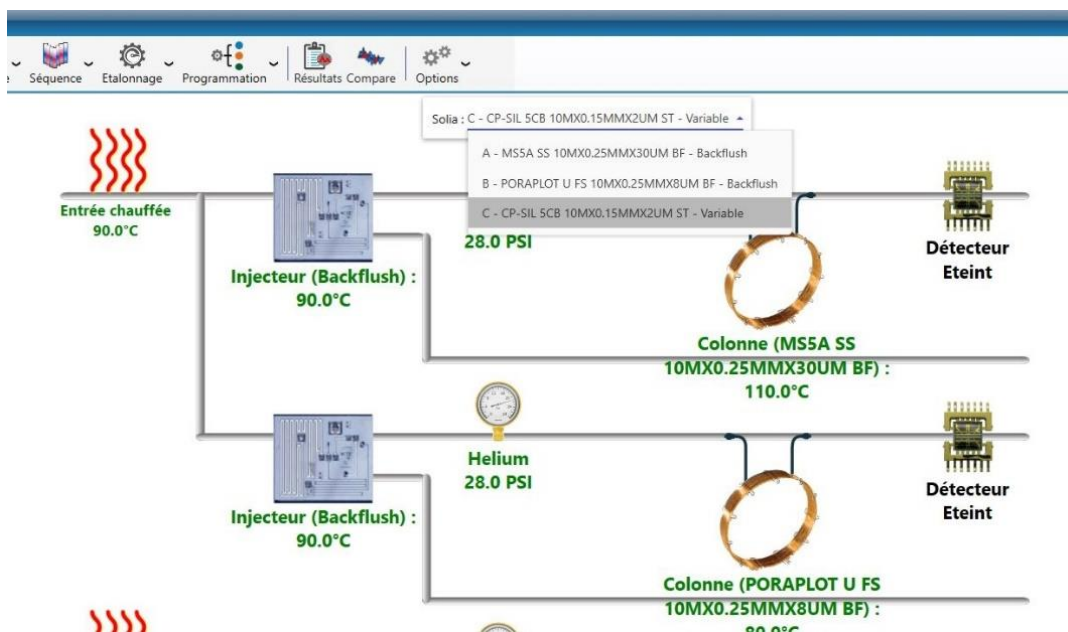 Séquence Etalonnage Programmation Résultats Compare Options
Solia : C - CP-SIL 5CB 10MX0.15MMX2UM ST - Variable
A - MS5A SS 10MX0.25MMX30UM BF - Backflush
B - PORAPLOT U FS 10MX0.25MMX8UM BF - Backflush
C - CP-SIL 5CB 10MX0.15MMX2UM ST - Variable
Entrée chauffée
90.0°C
28.0 PSI
Injecteur (Backflush) :
90.0°C
Détecteur
Eteint
Colonne (MS5A SS
10MX0.25MMX30UM BF) :
110.0°C
Helium
28.0 PSI
Injecteur (Backflush) :
90.0°C
Détecteur
Eteint
Colonne (PORAPLOT U FS
10MX0.25MMX8UM BF) :
80.0°C